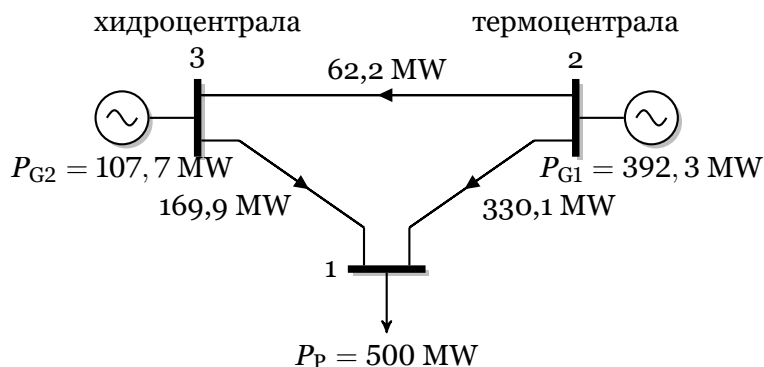 хидроцентрала термоцентрала
3 2
62,2 MW
P_G2 = 107,7 MW P_G1 = 392,3 MW
169,9 MW 330,1 MW
1
P_P = 500 MW